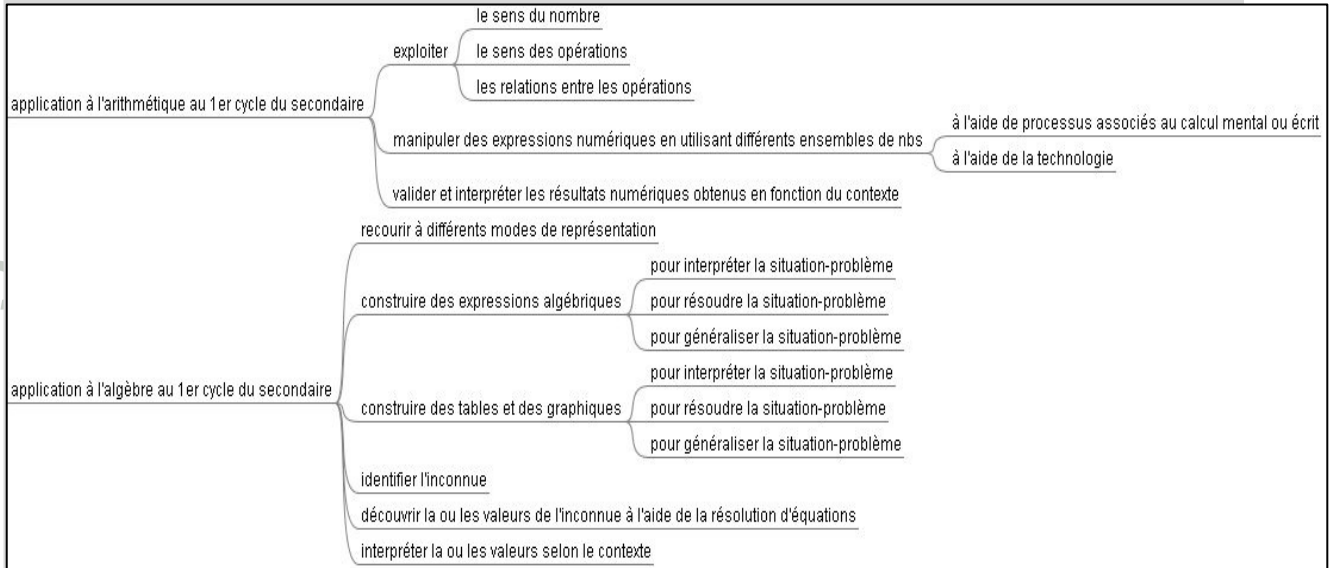 application à l'arithmétique au 1er cycle du secondaire
exploiter
le sens du nombre
le sens des opérations
les relations entre les opérations
manipuler des expressions numériques en utilisant différents ensembles de nbs
à l'aide de processus associés au calcul mental ou écrit
à l'aide de la technologie
valider et interpréter les résultats numériques obtenus en fonction du contexte
application à l'algèbre au 1er cycle du secondaire
recourir à différents modes de représentation
construire des expressions algébriques
pour interpréter la situation-problème
pour résoudre la situation-problème
pour généraliser la situation-problème
construire des tables et des graphiques
pour interpréter la situation-problème
pour résoudre la situation-problème
pour généraliser la situation-problème
identifier l'inconnue
découvrir la ou les valeurs de l'inconnue à l'aide de la résolution d'équations
interpréter la ou les valeurs selon le contexte